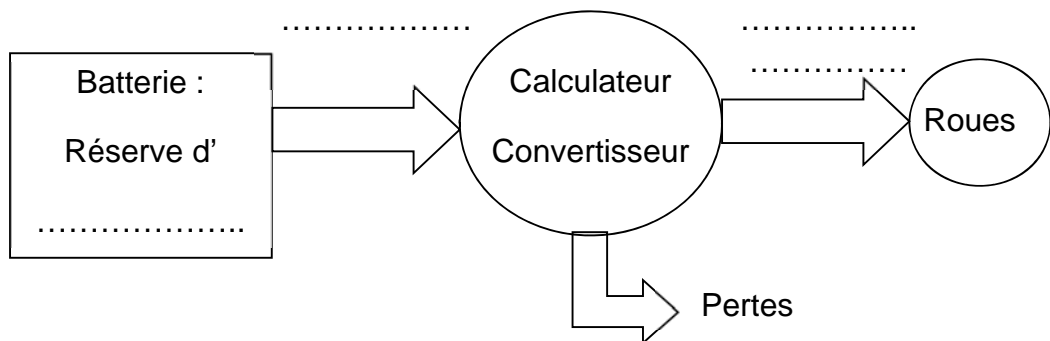 ………………
Batterie :
Réserve d’
……………….. 
Calculateur
Convertisseur
……………..
……………
Roues
Pertes